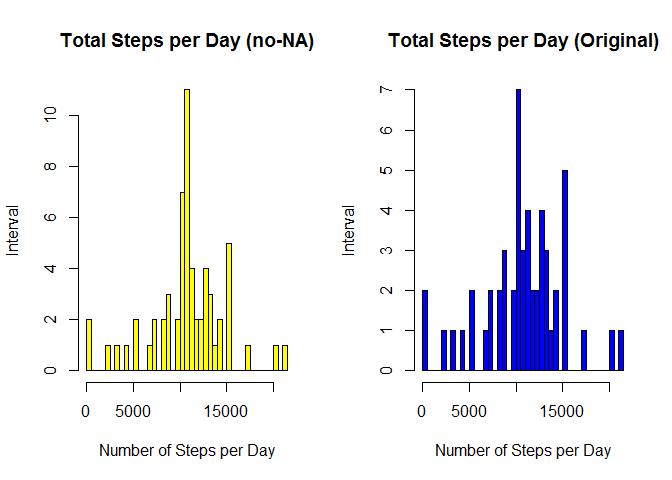 Total Steps per Day (no-NA)
Interval
10
8
6
4
2
0
0 5000 15000
Number of Steps per Day
Total Steps per Day (Original)
Interval
7
6
5
4
3
2
1
0
0 5000 15000
Number of Steps per Day